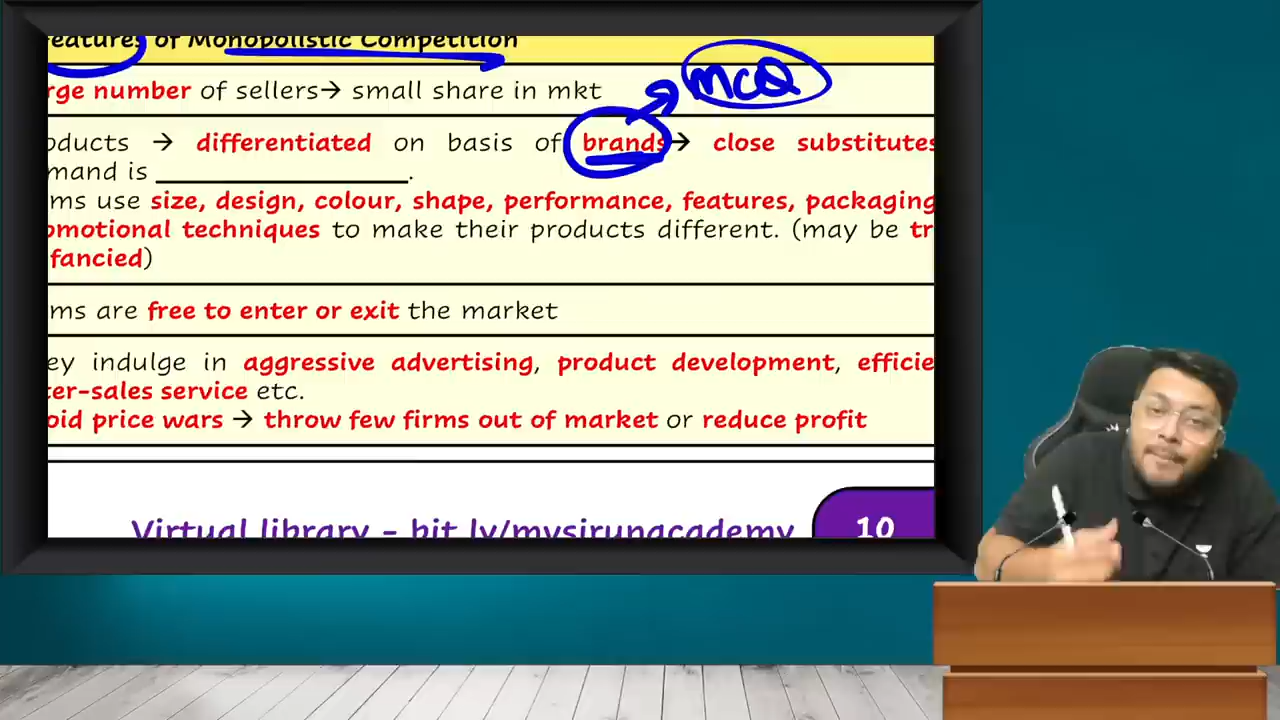 eatures of Monopolistic Competition
mcQ
rge number of sellers→ small share in mkt
oducts → differentiated on basis of brands→ close substitutes
mand is ____________________.
ms use size, design, colour, shape, performance, features, packaging
omotional techniques to make their products different. (may be tr
fancied)
ms are free to enter or exit the market
ey indulge in aggressive advertising, product development, efficie
ter-sales service etc.
oid price wars → throw few firms out of market or reduce profit
Virtual library - bit ly/mysirunacademy
10